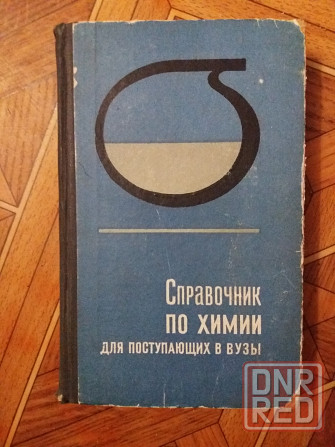 Справочник
по химии
для поступающих в вузы
DNR
RED